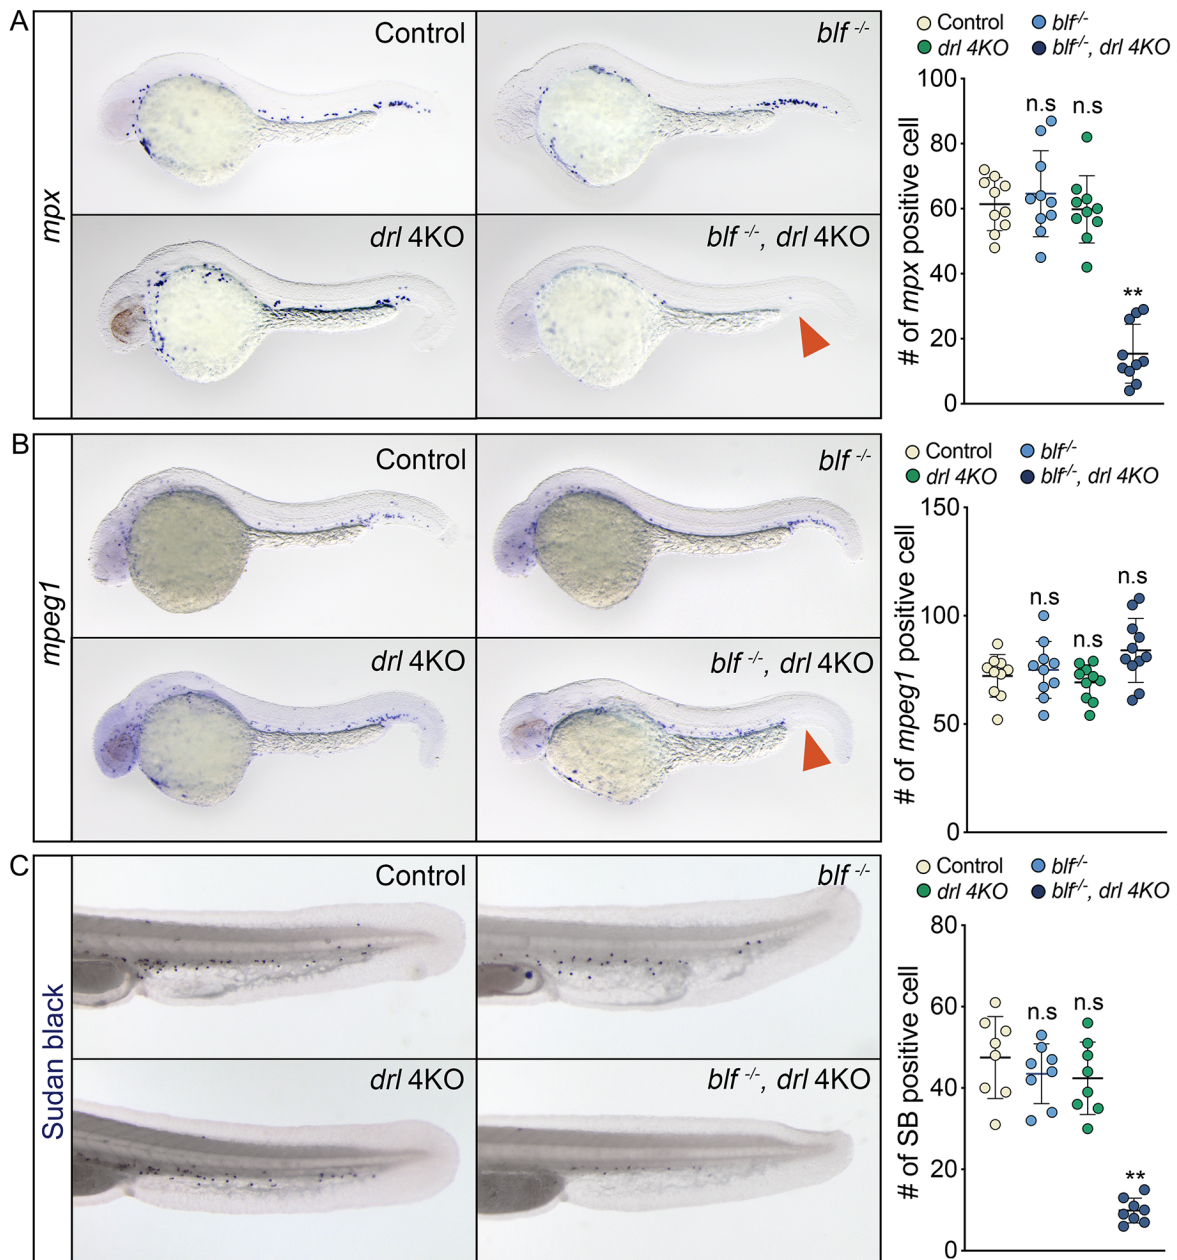 A
mpx
Control
blf -/-
drl 4KO
blf -/-, drl 4KO
Control
blf-/-
drl 4KO
blf-/-, drl 4KO
# of mpx positive cell
100
80
60
40
20
0
n.s
n.s
**
B
mpeg1
Control
blf -/-
drl 4KO
blf -/-, drl 4KO
Control
blf-/-
drl 4KO
blf-/-, drl 4KO
# of mpeg1 positive cell
150
100
50
0
n.s
n.s
n.s
C
Sudan black
Control
blf -/-
drl 4KO
blf -/-, drl 4KO
Control
blf-/-
drl 4KO
blf-/-, drl 4KO
# of SB positive cell
80
60
40
20
0
n.s
n.s
**